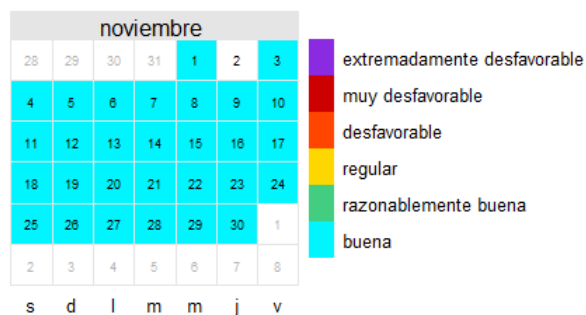 noviembre
28 29 30 31 1 2 3
4 5 6 7 8 9 10
11 12 13 14 15 16 17
18 19 20 21 22 23 24
25 26 27 28 29 30 1
2 3 4 5 6 7 8
s d l m m j v
extremadamente desfavorable
muy desfavorable
desfavorable
regular
razonablemente buena
buena